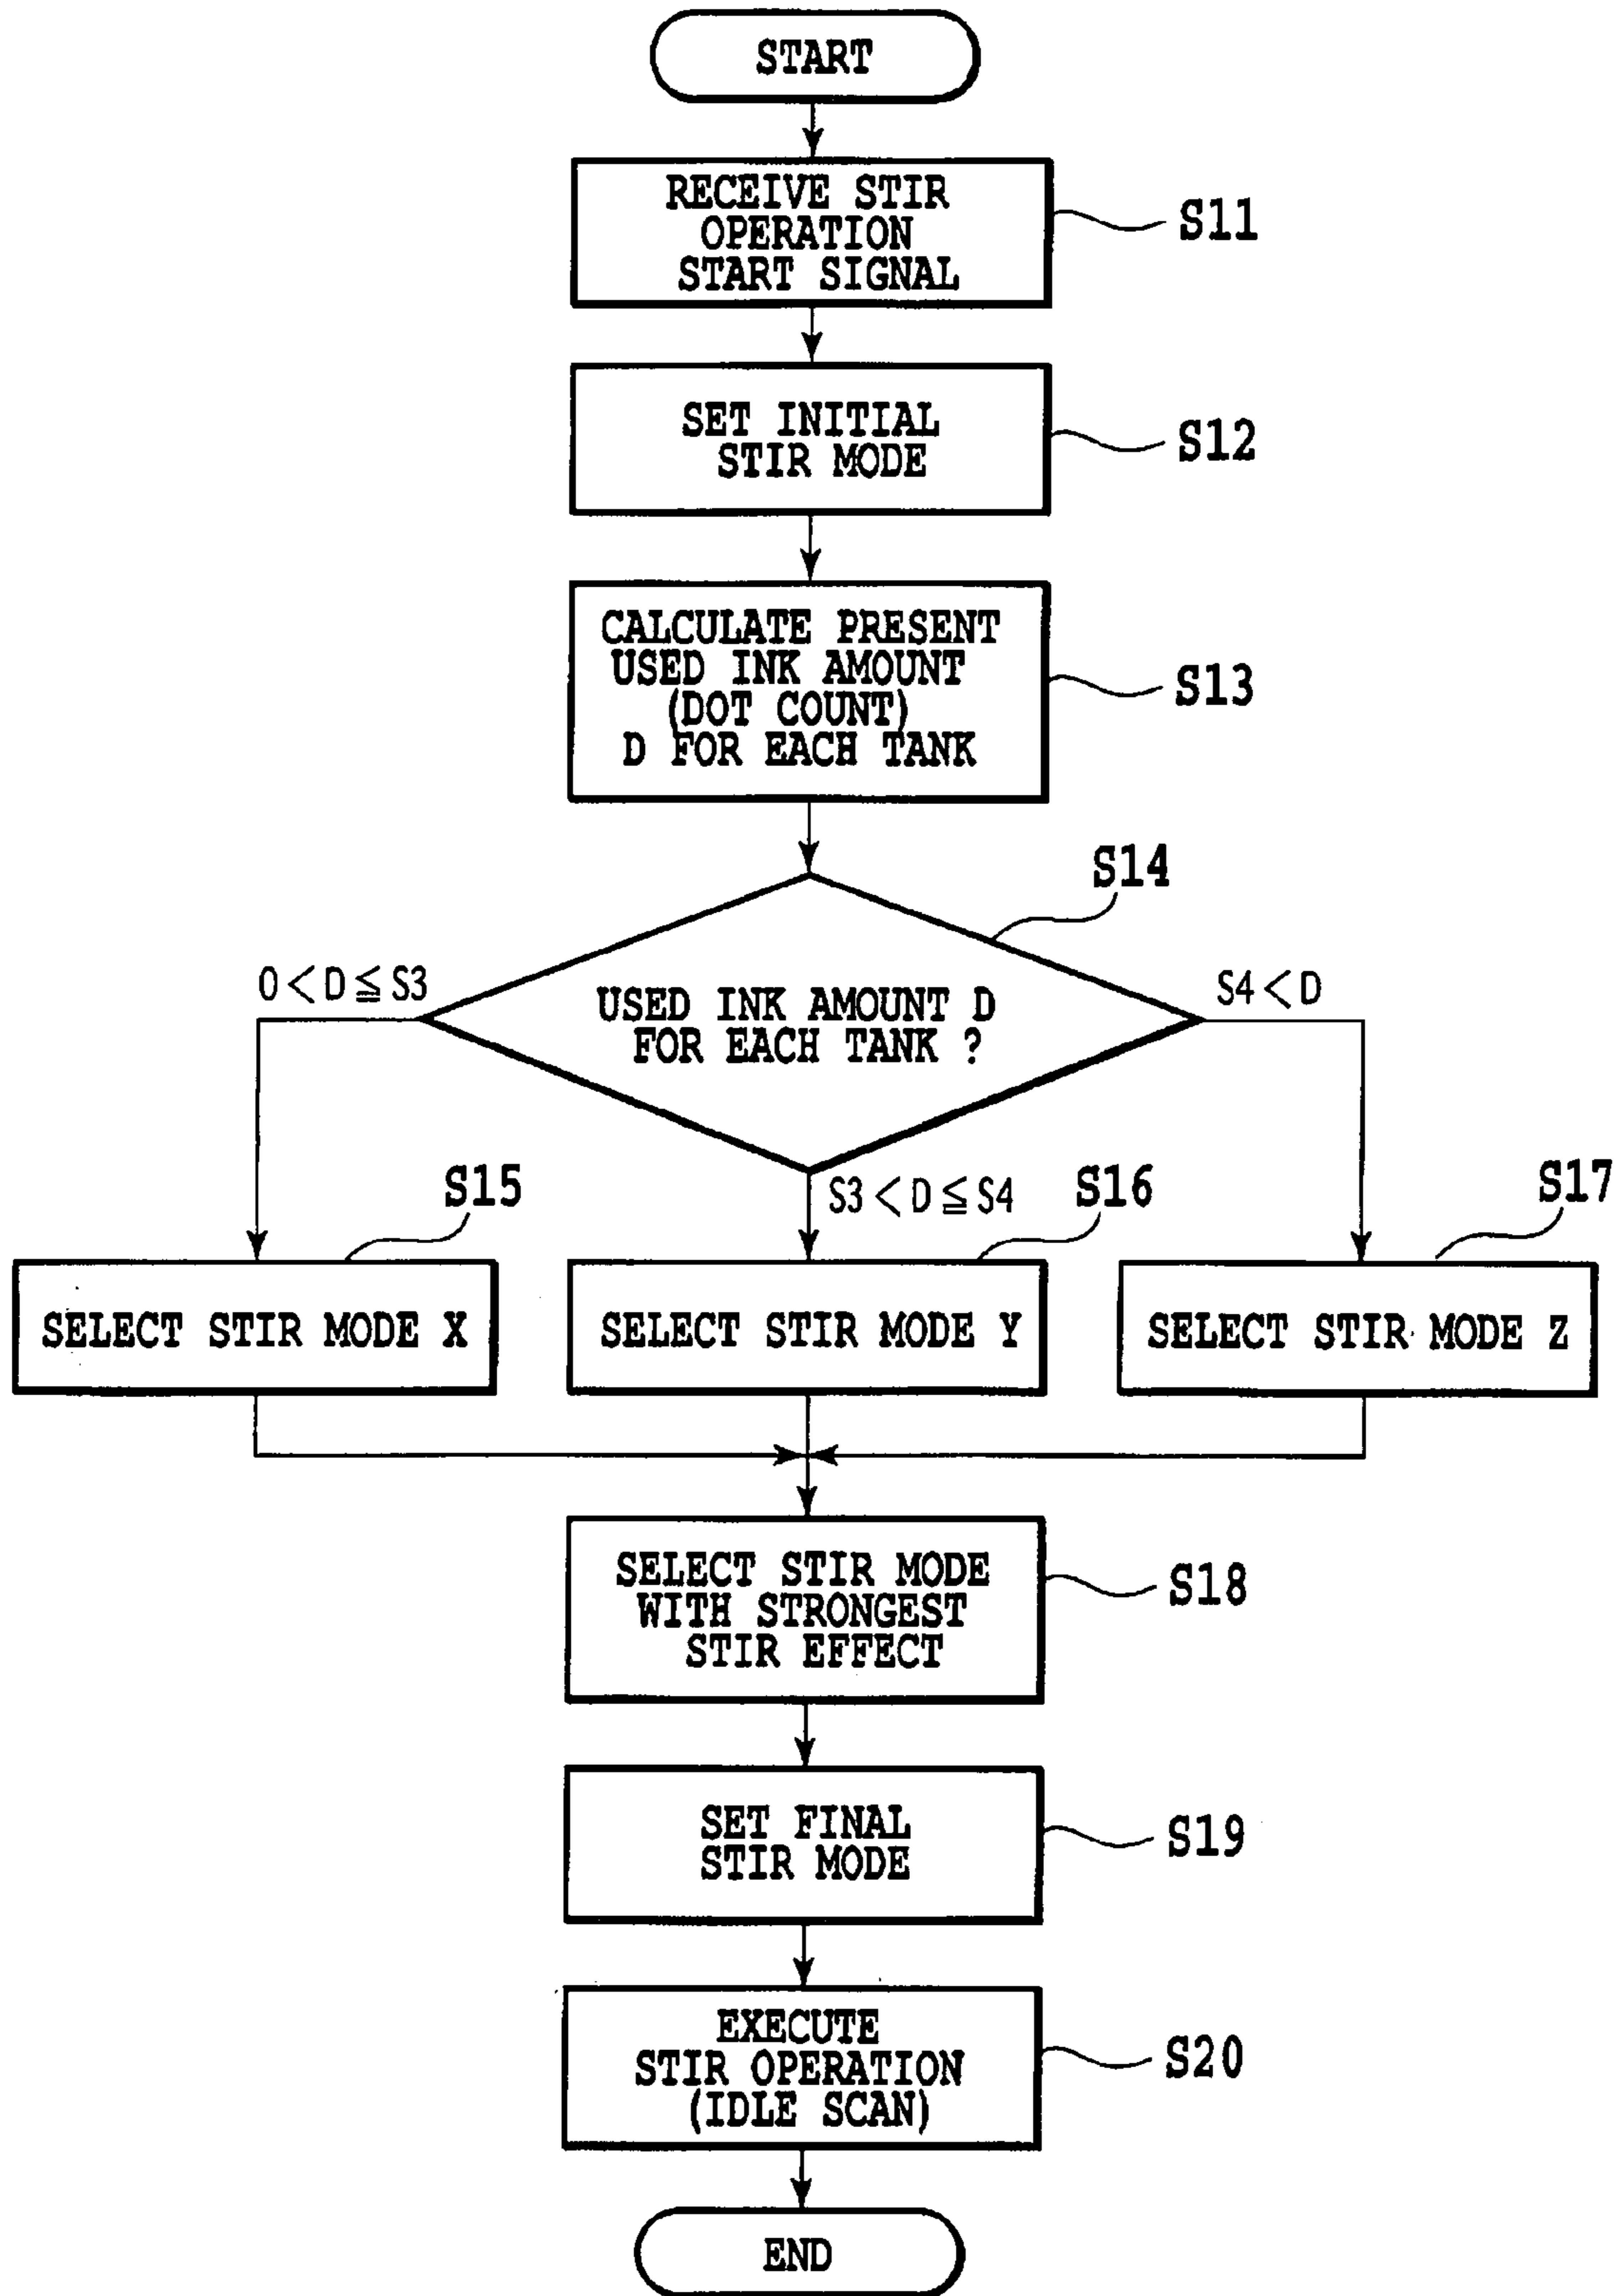 START
RECEIVE STIR
OPERATION
START SIGNAL
S11
SET INITIAL
STIR MODE
S12
CALCULATE PRESENT
USED INK AMOUNT
(DOT COUNT)
D FOR EACH TANK
S13
S14
0<D≦S3
USED INK AMOUNT D
FOR EACH TANK ?
S4<D
S15
S3<D≦S4
S16
S17
SELECT STIR MODE X
SELECT STIR MODE Y
SELECT STIR MODE Z
SELECT STIR MODE
WITH STRONGEST
STIR EFFECT
S18
SET FINAL
STIR MODE
S19
EXECUTE
STIR OPERATION
(IDLE SCAN)
S20
END